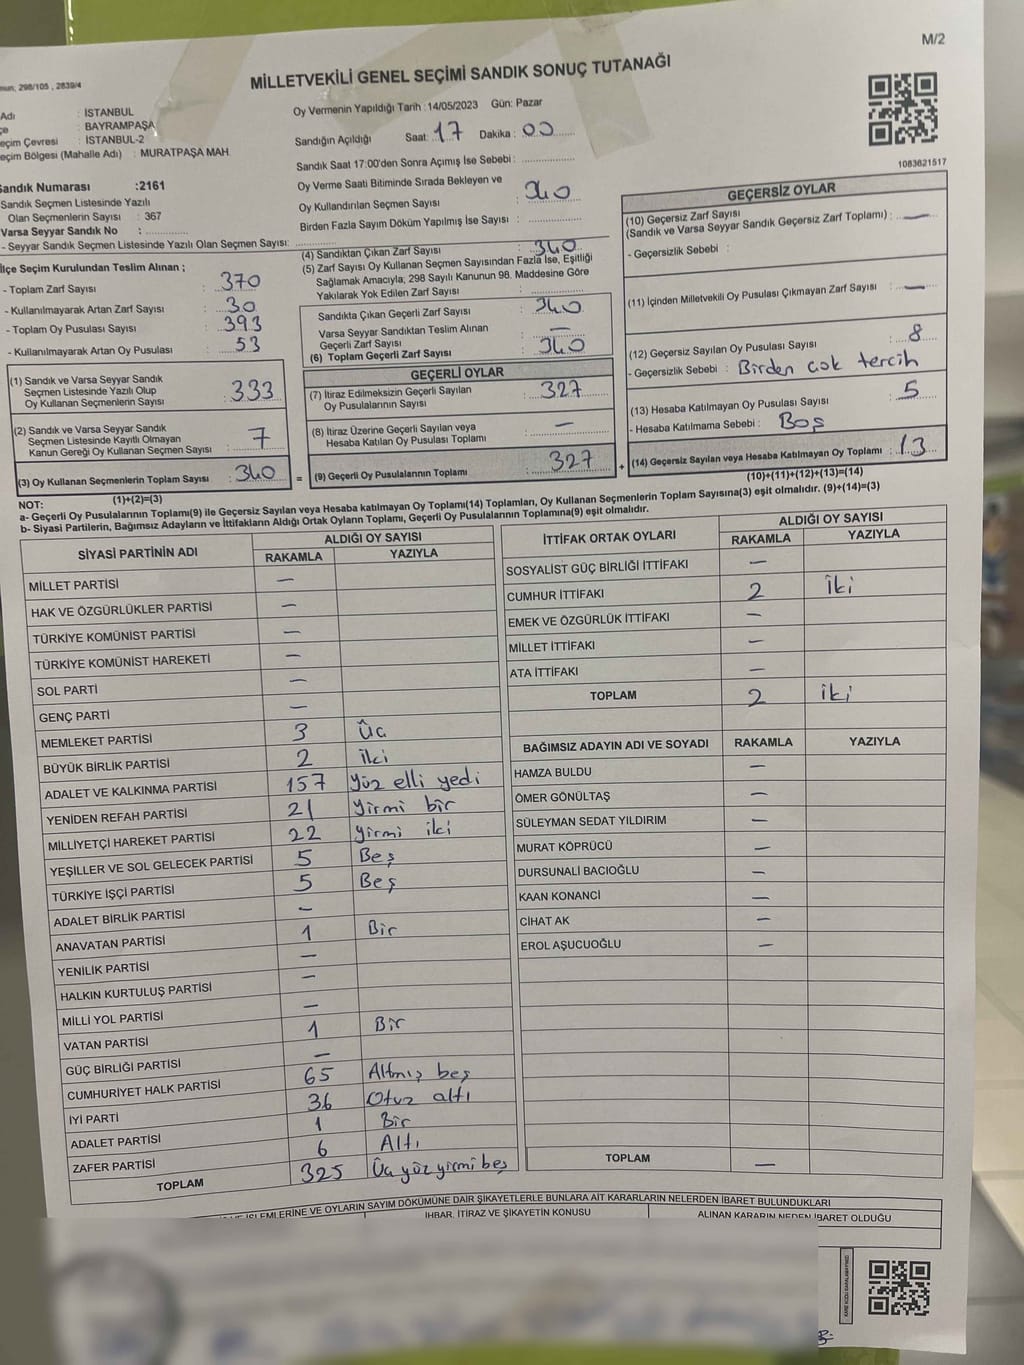 M/2
MİLLETVEKİLİ GENEL SEÇİMİ SANDIK SONUÇ TUTANAĞI
298/105 , 2839/4
Adı : İSTANBUL
: BAYRAMPAŞA
Seçim Çevresi : İSTANBUL-2
Seçim Bölgesi (Mahalle Adı) : MURATPAŞA MAH.
Sandık Numarası :2161
Sandık Seçmen Listesinde Yazılı
Olan Seçmenlerin Sayısı : 367
Varsa Seyyar Sandık No :
- Seyyar Sandık Seçmen Listesinde Yazılı Olan Seçmen Sayısı:
İlçe Seçim Kurulundan Teslim Alınan ;
- Toplam Zarf Sayısı : 370
- Kullanılmayarak Artan Zarf Sayısı : 30
- Toplam Oy Pusulası Sayısı : 393
- Kullanılmayarak Artan Oy Pusulası : 53
(1) Sandık ve Varsa Seyyar Sandık
Seçmen Listesinde Yazılı Olup
Oy Kullanan Seçmenlerin Sayısı : 333
(2) Sandık ve Varsa Seyyar Sandık
Seçmen Listesinde Kayıtlı Olmayan
Kanun Gereği Oy Kullanan Seçmen Sayısı : 7
(3) Oy Kullanan Seçmenlerin Toplam Sayısı : 340
(1)+(2)=(3)
Oy Vermenin Yapıldığı Tarih :14/05/2023 Gün: Pazar
Sandığın Açıldığı Saat: 17 Dakika : 00
Sandık Saat 17:00'den Sonra Açımış İse Sebebi :
Oy Verme Saati Bitiminde Sırada Bekleyen ve
Oy Kullandırılan Seçmen Sayısı : 340
Birden Fazla Sayım Döküm Yapılmış İse Sayısı :
(4) Sandıktan Çıkan Zarf Sayısı : 340
(5) Zarf Sayısı Oy Kullanan Seçmen Sayısından Fazla İse, Eşitliği
Sağlamak Amacıyla; 298 Sayılı Kanunun 98. Maddesine Göre
Yakılarak Yok Edilen Zarf Sayısı :
Sandıkta Çıkan Geçerli Zarf Sayısı : 340
Varsa Seyyar Sandıktan Teslim Alınan
Geçerli Zarf Sayısı : —
(6) Toplam Geçerli Zarf Sayısı : 340
GEÇERLİ OYLAR
(7) İtiraz Edilmeksizin Geçerli Sayılan
Oy Pusulalarının Sayısı : 327
(8) İtiraz Üzerine Geçerli Sayılan veya
Hesaba Katılan Oy Pusulası Toplamı : —
= (9) Geçerli Oy Pusulalarının Toplamı : 327 +
1083621517
GEÇERSİZ OYLAR
(10) Geçersiz Zarf Sayısı
(Sandık ve Varsa Seyyar Sandık Geçersiz Zarf Toplamı) : —
- Geçersizlik Sebebi :
(11) İçinden Milletvekili Oy Pusulası Çıkmayan Zarf Sayısı : —
(12) Geçersiz Sayılan Oy Pusulası Sayısı : 8
- Geçersizlik Sebebi : Birden çok tercih
(13) Hesaba Katılmayan Oy Pusulası Sayısı : 5
- Hesaba Katılmama Sebebi : Boş
(14) Geçersiz Sayılan veya Hesaba Katılmayan Oy Toplamı : 13
(10)+(11)+(12)+(13)=(14)
NOT:
a- Geçerli Oy Pusulalarının Toplamı(9) ile Geçersiz Sayılan veya Hesaba katılmayan Oy Toplamı(14) Toplamları, Oy Kullanan Seçmenlerin Toplam Sayısına(3) eşit olmalıdır. (9)+(14)=(3)
b- Siyasi Partilerin, Bağımsız Adayların ve İttifakların Aldığı Ortak Oyların Toplamı, Geçerli Oy Pusulalarının Toplamına(9) eşit olmalıdır.
SİYASİ PARTİNİN ADI ALDIĞI OY SAYISI
RAKAMLA YAZIYLA
MİLLET PARTİSİ —
HAK VE ÖZGÜRLÜKLER PARTİSİ —
TÜRKİYE KOMÜNİST PARTİSİ —
TÜRKİYE KOMÜNİST HAREKETİ —
SOL PARTİ —
GENÇ PARTİ —
MEMLEKET PARTİSİ 3 Üç
BÜYÜK BİRLİK PARTİSİ 2 İki
ADALET VE KALKINMA PARTİSİ 157 Yüz elli yedi
YENİDEN REFAH PARTİSİ 21 Yirmi bir
MİLLİYETÇİ HAREKET PARTİSİ 22 Yirmi iki
YEŞİLLER VE SOL GELECEK PARTİSİ 5 Beş
TÜRKİYE İŞÇİ PARTİSİ 5 Beş
ADALET BİRLİK PARTİSİ —
ANAVATAN PARTİSİ 1 Bir
YENİLİK PARTİSİ —
HALKIN KURTULUŞ PARTİSİ —
MİLLİ YOL PARTİSİ —
VATAN PARTİSİ 1 Bir
GÜÇ BİRLİĞİ PARTİSİ —
CUMHURİYET HALK PARTİSİ 65 Altmış beş
İYİ PARTİ 36 Otuz altı
ADALET PARTİSİ 1 Bir
ZAFER PARTİSİ 6 Altı
TOPLAM 325 Üç yüz yirmi beş
İTTİFAK ORTAK OYLARI ALDIĞI OY SAYISI
RAKAMLA YAZIYLA
SOSYALİST GÜÇ BİRLİĞİ İTTİFAKI —
CUMHUR İTTİFAKI 2 İki
EMEK VE ÖZGÜRLÜK İTTİFAKI —
MİLLET İTTİFAKI —
ATA İTTİFAKI —
TOPLAM 2 İki
BAĞIMSIZ ADAYIN ADI VE SOYADI RAKAMLA YAZIYLA
HAMZA BULDU —
ÖMER GÖNÜLTAŞ —
SÜLEYMAN SEDAT YILDIRIM —
MURAT KÖPRÜCÜ —
DURSUNALİ BACIOĞLU —
KAAN KONANCİ —
CİHAT AK —
EROL AŞUCUOĞLU —
TOPLAM —
İŞLEMLERİNE VE OYLARIN SAYIM DÖKÜMÜNE DAİR ŞİKAYETLERLE BUNLARA AİT KARARLARIN NELERDEN İBARET BULUNDUKLARI
İHBAR, İTİRAZ VE ŞİKAYETİN KONUSU ALINAN KARARIN NEDEN İBARET OLDUĞU